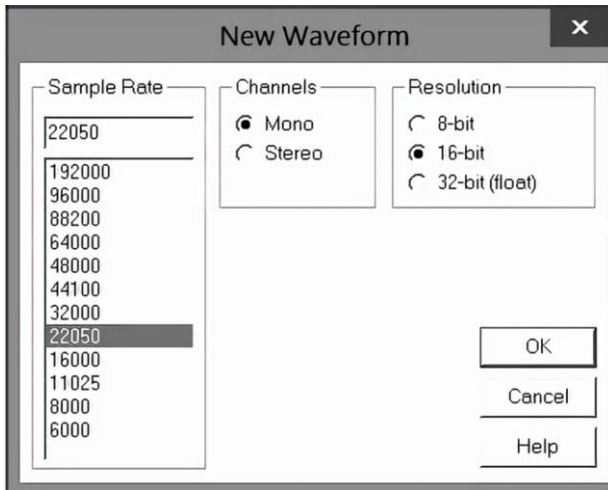 New Waveform
x
Sample Rate
22050
192000
96000
88200
64000
48000
44100
32000
22050
16000
11025
8000
6000
Channels
Mono
Stereo
Resolution
8-bit
16-bit
32-bit (float)
OK
Cancel
Help